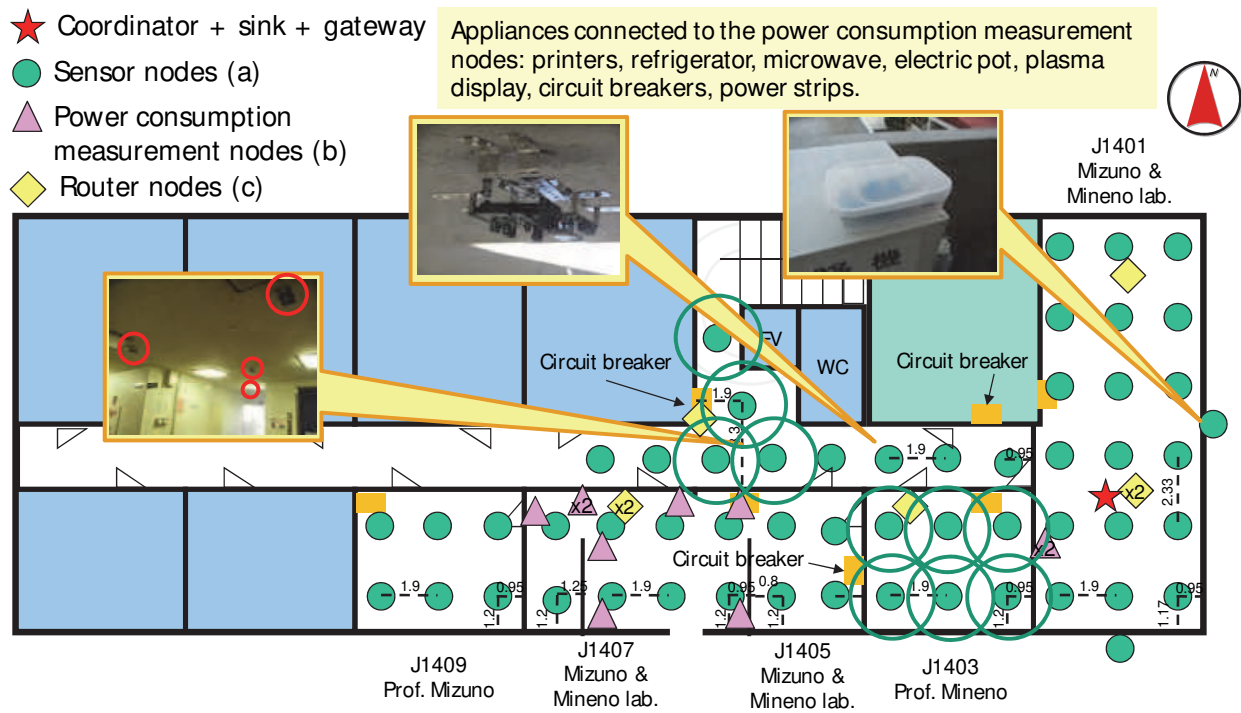 Coordinator + sink + gateway
Sensor nodes (a)
Power consumption
measurement nodes (b)
Router nodes (c)
Appliances connected to the power consumption measurement
nodes: printers, refrigerator, microwave, electric pot, plasma
display, circuit breakers, power strips.
N
J1401
Mizuno &
Mineno lab.
EV
WC
Circuit breaker
Circuit breaker
1.9
1.9
0.95
2.33
x2
x2
x2
x2
Circuit breaker
1.9
0.95
1.2
1.25
1.2
1.9
0.95
1.2
0.8
1.2
1.9
0.95
1.2
1.9
1.17
0.95
J1409
Prof. Mizuno
J1407
Mizuno &
Mineno lab.
J1405
Mizuno &
Mineno lab.
J1403
Prof. Mineno